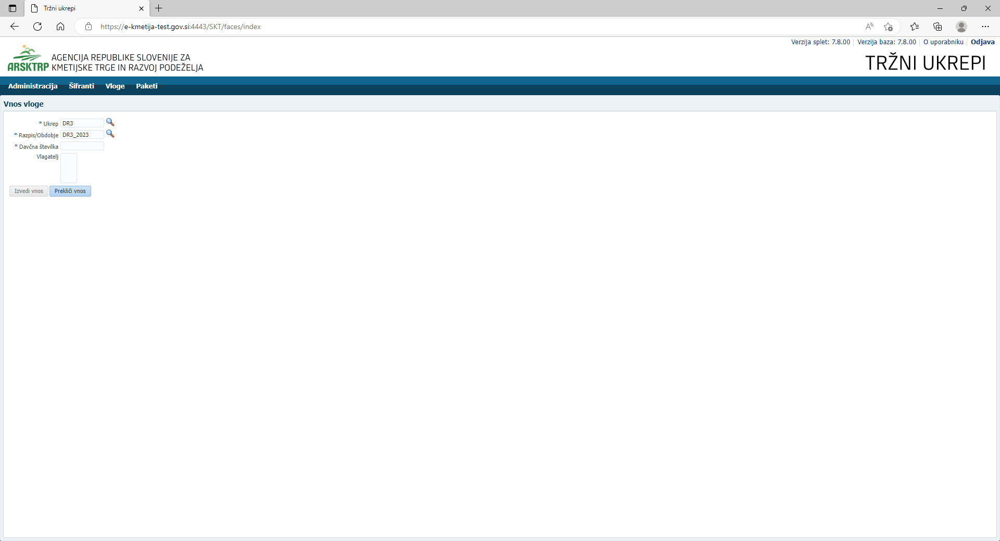 Tržni ukrepi
https://e-kmetija-test.gov.si:4443/SKT/faces/index
Verzija splet: 7.8.00 Verzija baza: 7.8.00 O uporabniku Odjava
ARSKTRP
AGENCIJA REPUBLIKE SLOVENIJE ZA
KMETIJSKE TRGE IN RAZVOJ PODEŽELJA
TRŽNI UKREPI
Administracija Šifranti Vloge Paketi
Vnos vloge
* Ukrep DR3
* Razpis/Obdobje DR3_2023
* Davčna številka
Vlagatelj
Izvedi vnos Prekliči vnos